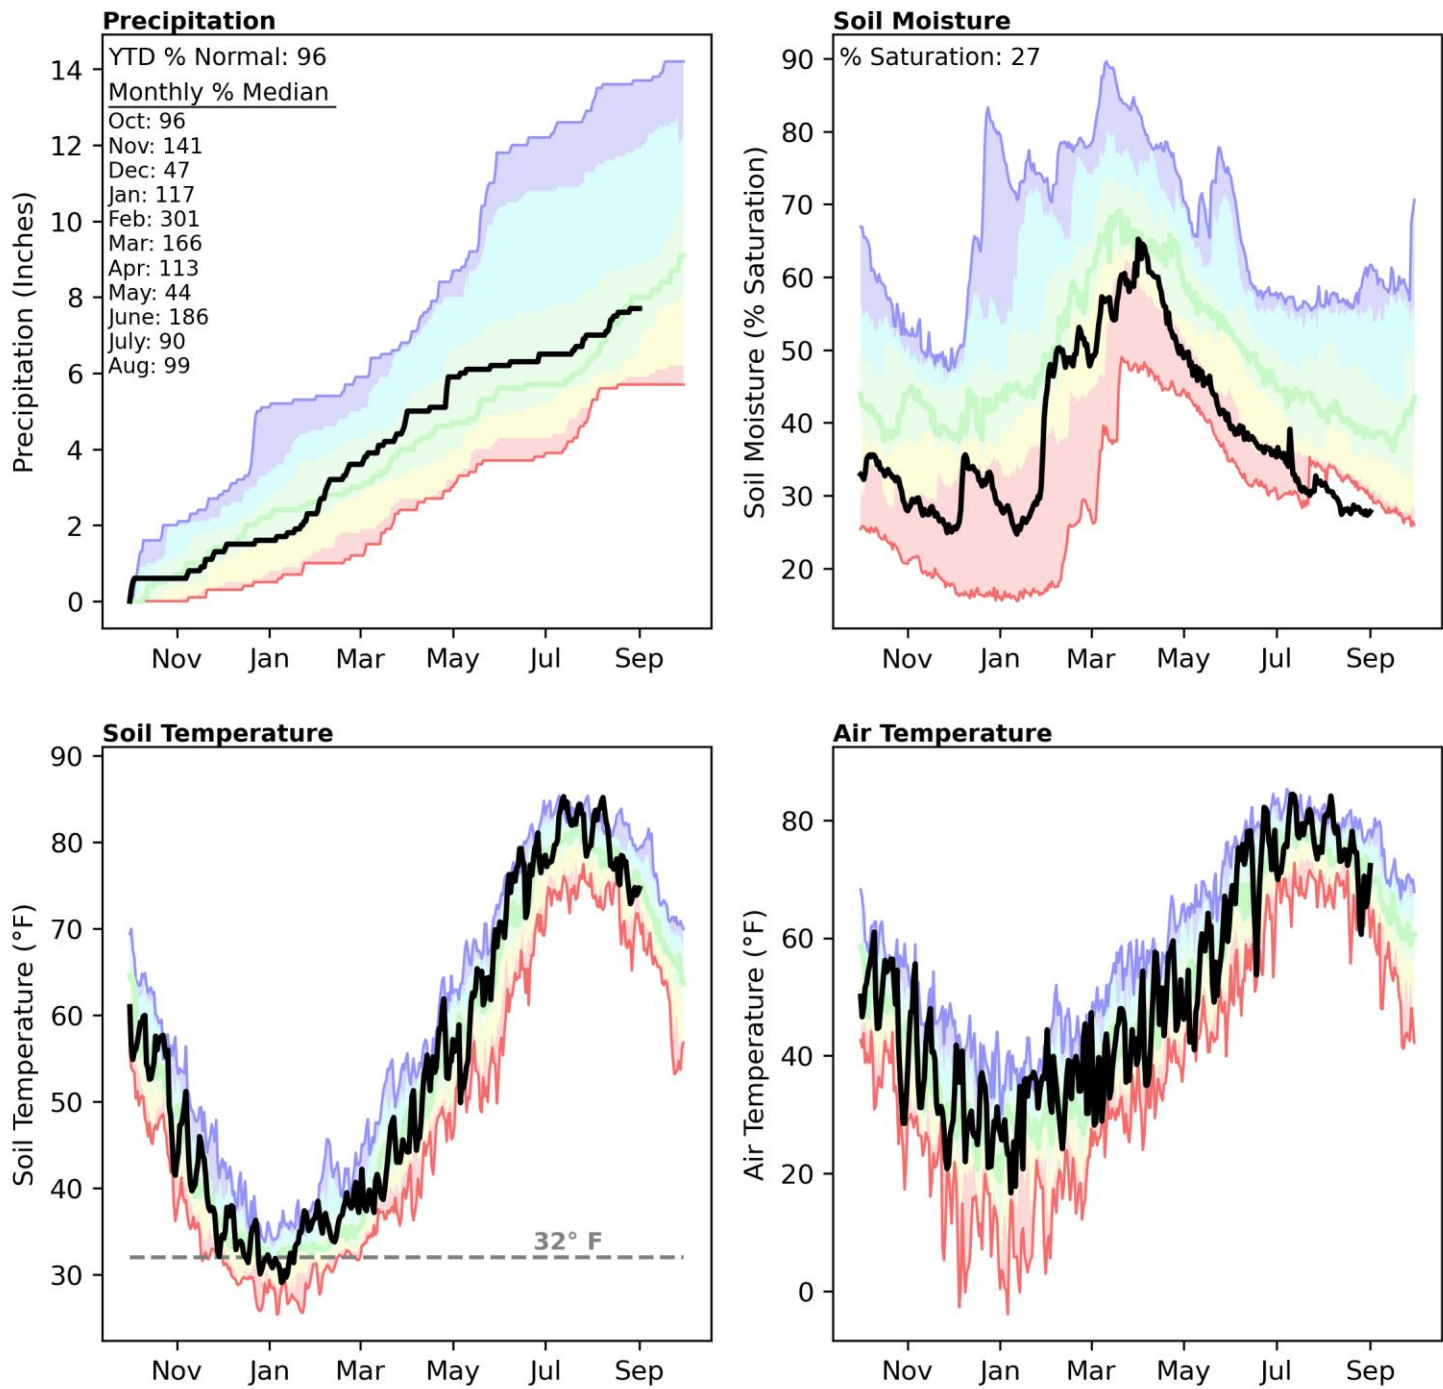 Precipitation
YTD % Normal: 96
Monthly % Median
Oct: 96
Nov: 141
Dec: 47
Jan: 117
Feb: 301
Mar: 166
Apr: 113
May: 44
June: 186
July: 90
Aug: 99
Precipitation (Inches)
14
12
10
8
6
4
2
0
Nov Jan Mar May Jul Sep
Soil Moisture
% Saturation: 27
Soil Moisture (% Saturation)
90
80
70
60
50
40
30
20
Nov Jan Mar May Jul Sep
Soil Temperature
Soil Temperature (°F)
90
80
70
60
50
40
30
32° F
Nov Jan Mar May Jul Sep
Air Temperature
Air Temperature (°F)
80
60
40
20
0
Nov Jan Mar May Jul Sep